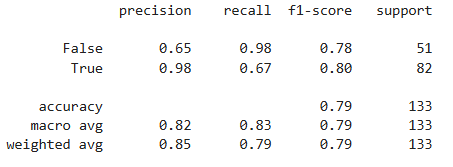 precision recall f1-score support
False 0.65 0.98 0.78 51
True 0.98 0.67 0.80 82
accuracy 0.79 133
macro avg 0.82 0.83 0.79 133
weighted avg 0.85 0.79 0.79 133